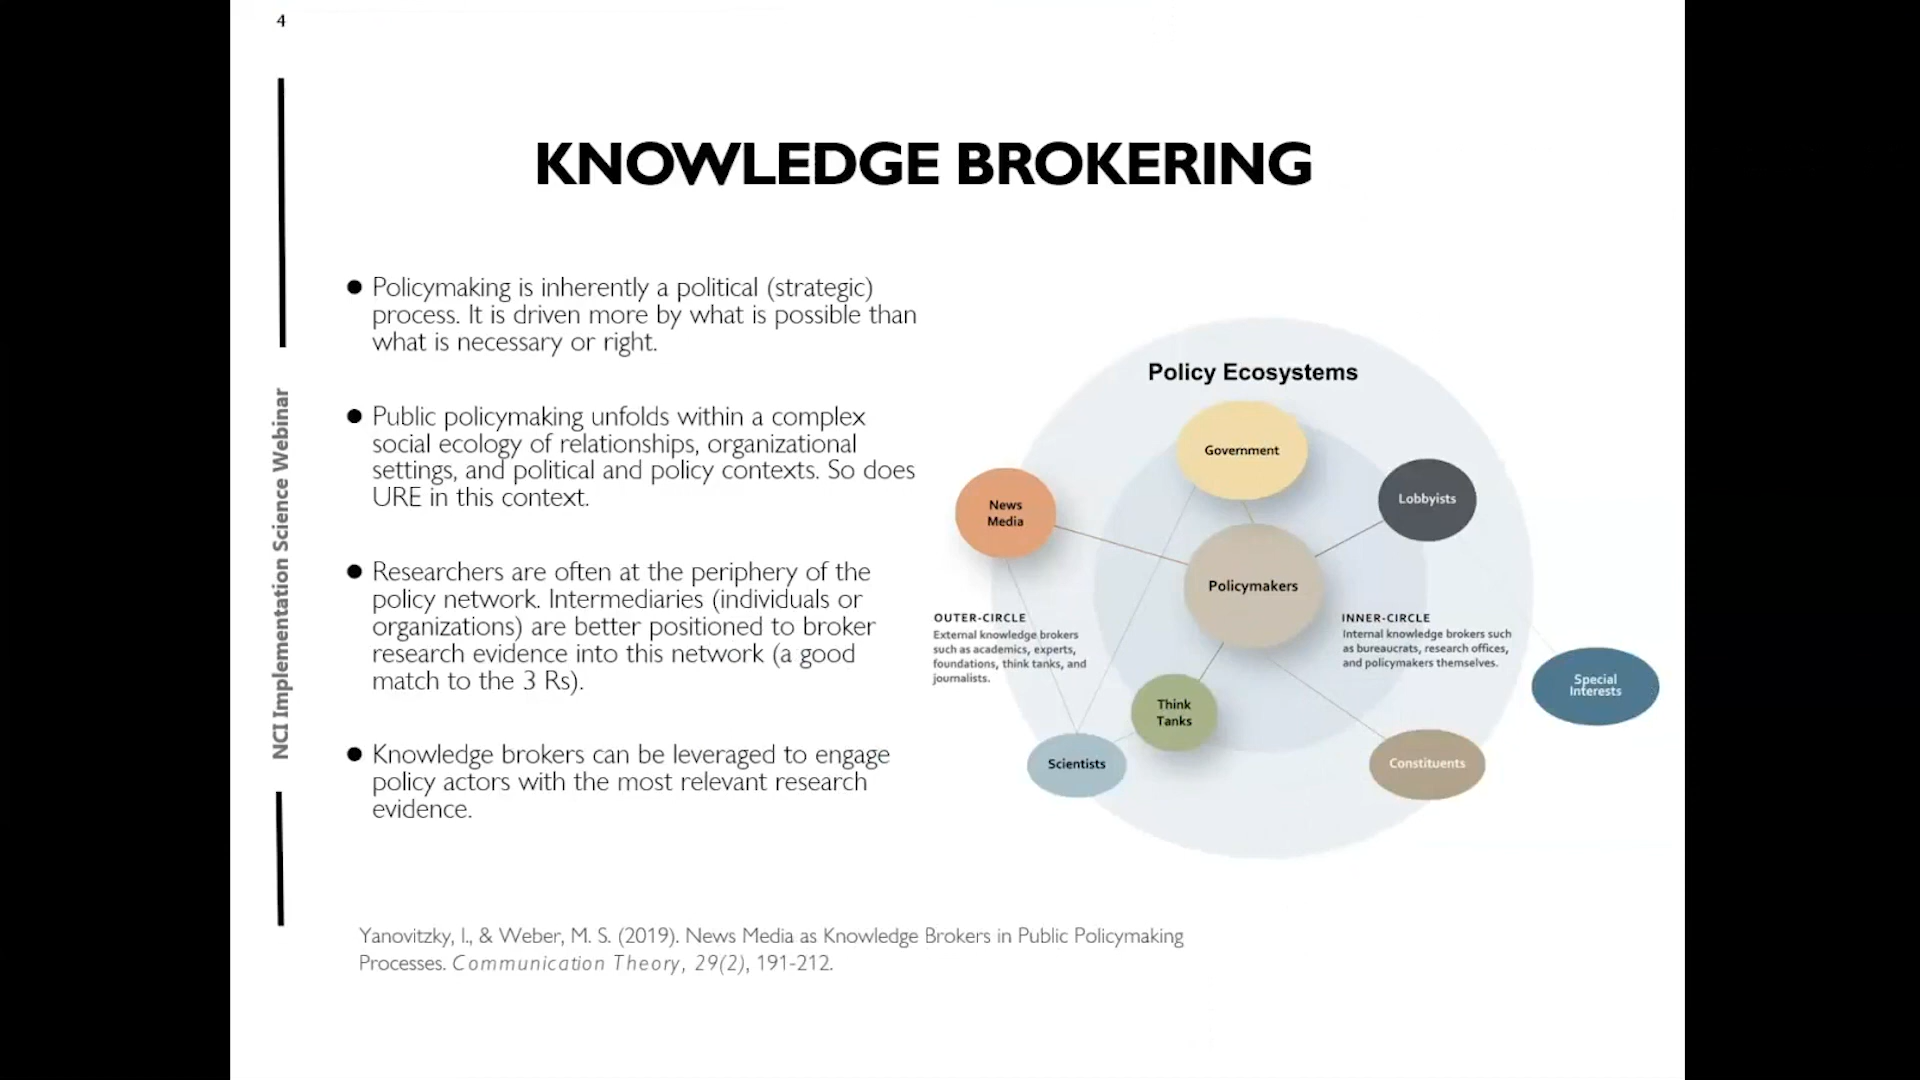 4
KNOWLEDGE BROKERING
NCI Implementation Science Webinar
● Policymaking is inherently a political (strategic)
process. It is driven more by what is possible than
what is necessary or right.
● Public policymaking unfolds within a complex
social ecology of relationships, organizational
settings, and political and policy contexts. So does
URE in this context.
● Researchers are often at the periphery of the
policy network. Intermediaries (individuals or
organizations) are better positioned to broker
research evidence into this network (a good
match to the 3 Rs).
● Knowledge brokers can be leveraged to engage
policy actors with the most relevant research
evidence.
Policy Ecosystems
Government
News
Media
Lobbyists
Policymakers
OUTER-CIRCLE
External knowledge brokers
such as academics, experts,
foundations, think tanks, and
journalists.
INNER-CIRCLE
Internal knowledge brokers such
as bureaucrats, research offices,
and policymakers themselves.
Special
Interests
Think
Tanks
Scientists
Constituents
Yanovitzky, I., & Weber, M. S. (2019). News Media as Knowledge Brokers in Public Policymaking
Processes. Communication Theory, 29(2), 191-212.